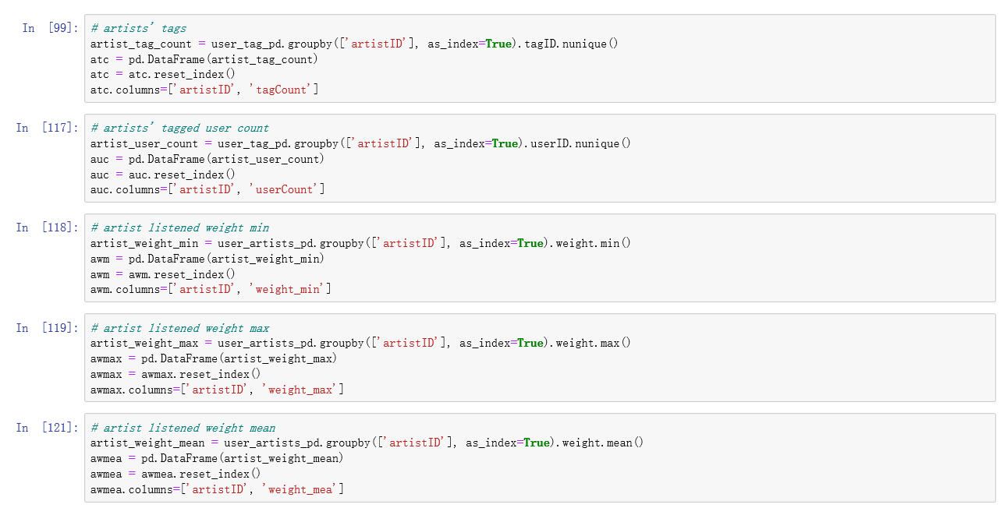 In [99]: # artists' tags
artist_tag_count = user_tag_pd.groupby(['artistID'], as_index=True).tagID.nunique()
atc = pd.DataFrame(artist_tag_count)
atc = atc.reset_index()
atc.columns=['artistID', 'tagCount']
In [117]: # artists' tagged user count
artist_user_count = user_tag_pd.groupby(['artistID'], as_index=True).userID.nunique()
auc = pd.DataFrame(artist_user_count)
auc = auc.reset_index()
auc.columns=['artistID', 'userCount']
In [118]: # artist listened weight min
artist_weight_min = user_artists_pd.groupby(['artistID'], as_index=True).weight.min()
awm = pd.DataFrame(artist_weight_min)
awm = awm.reset_index()
awm.columns=['artistID', 'weight_min']
In [119]: # artist listened weight max
artist_weight_max = user_artists_pd.groupby(['artistID'], as_index=True).weight.max()
awmax = pd.DataFrame(artist_weight_max)
awmax = awmax.reset_index()
awmax.columns=['artistID', 'weight_max']
In [121]: # artist listened weight mean
artist_weight_mean = user_artists_pd.groupby(['artistID'], as_index=True).weight.mean()
awmea = pd.DataFrame(artist_weight_mean)
awmea = awmea.reset_index()
awmea.columns=['artistID', 'weight_mea']